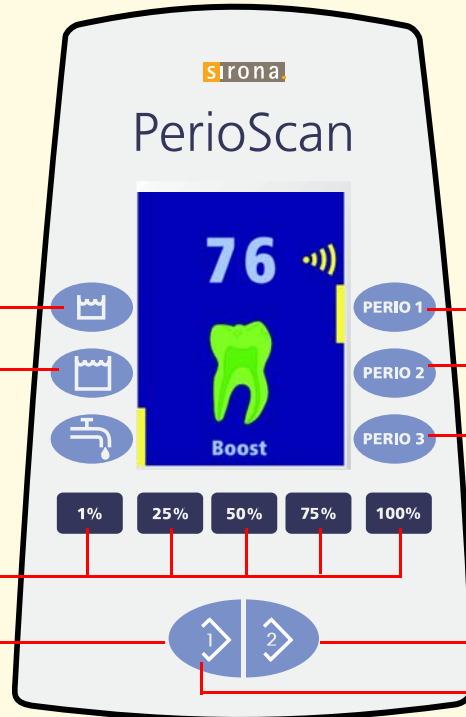 sirona.
PerioScan
76
PERIO 1
PERIO 2
Boost
PERIO 3
1% 25% 50% 75% 100%
1 2